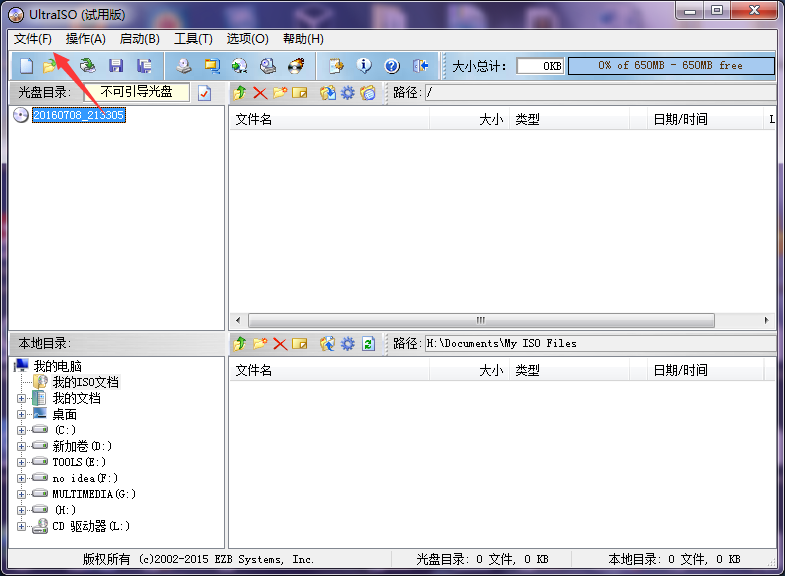 UltraISO (试用版)
文件(F) 操作(A) 启动(B) 工具(T) 选项(O) 帮助(H)
大小总计: 0KB 0% of 650MB - 650MB free
光盘目录: 不可引导光盘 路径: /
20160708_213305
文件名 大小 类型 日期/时间 L
本地目录: 路径: H:\Documents\My ISO Files
文件名 大小 类型 日期/时间
我的电脑
我的ISO文档
我的文档
桌面
(C:)
新加卷(D:)
TOOLS(E:)
no idea(F:)
MULTIMEDIA(G:)
(H:)
CD 驱动器(L:)
版权所有 (c)2002-2015 EZB Systems, Inc. 光盘目录: 0 文件, 0 KB 本地目录: 0 文件, 0 KB